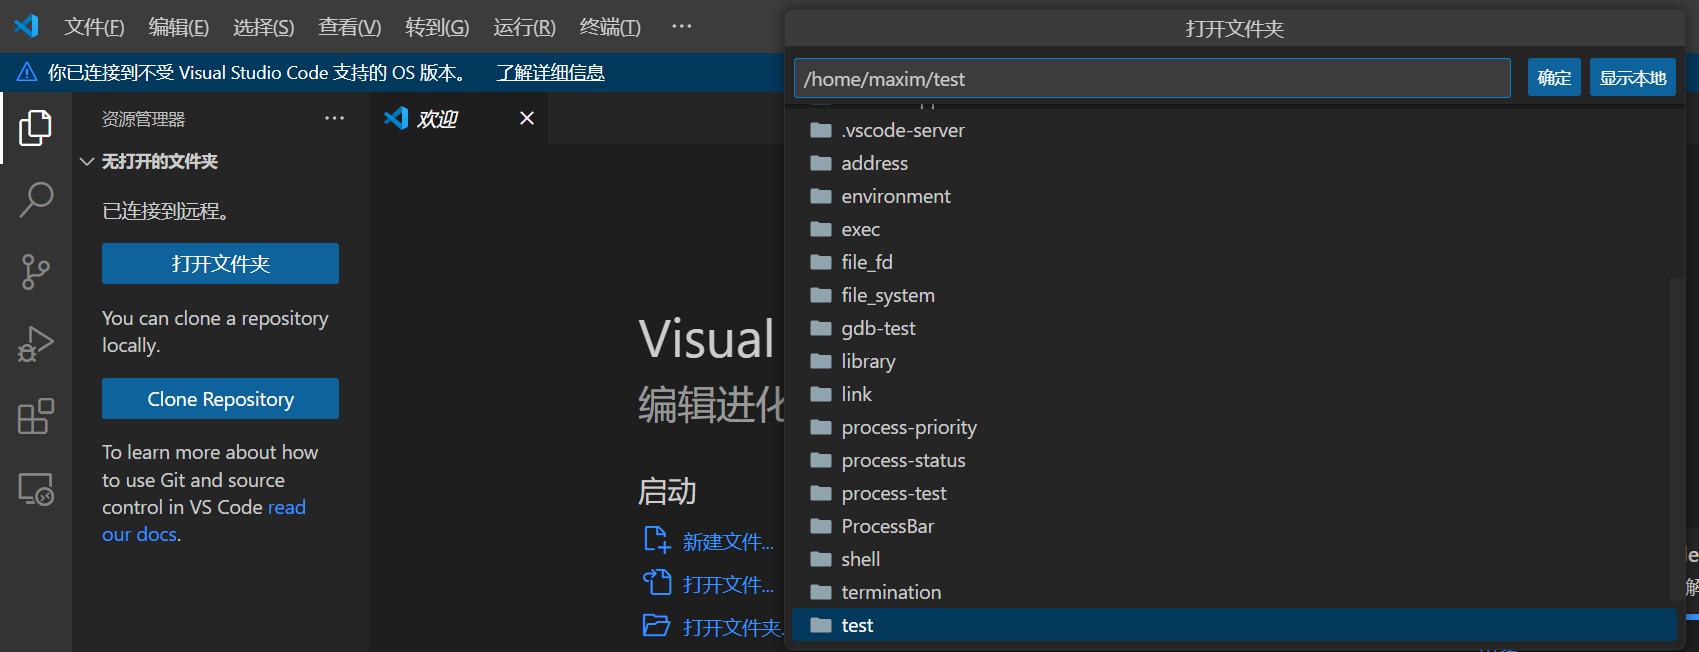 文件(F) 编辑(E) 选择(S) 查看(V) 转到(G) 运行(R) 终端(T) ···
你已连接到不受 Visual Studio Code 支持的 OS 版本。 了解详细信息
资源管理器 ···
无打开的文件夹
已连接到远程。
打开文件夹
You can clone a repository
locally.
Clone Repository
To learn more about how
to use Git and source
control in VS Code read
our docs.
欢迎
Visual
编辑进化
启动
新建文件...
打开文件...
打开文件夹
打开文件夹
/home/maxim/test
确定
显示本地
.vscode-server
address
environment
exec
file_fd
file_system
gdb-test
library
link
process-priority
process-status
process-test
ProcessBar
shell
termination
test